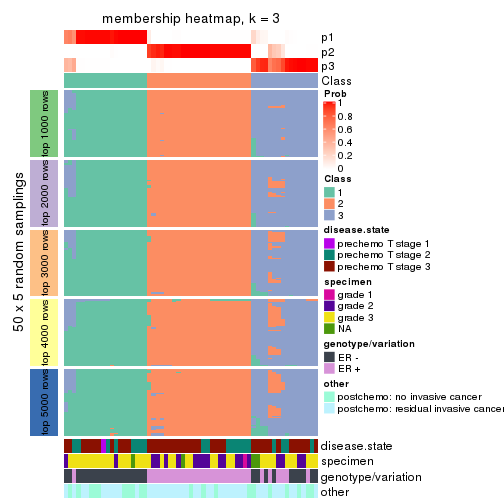 membership heatmap, k = 3
p1
p2
p3
Class
50 x 5 random samplings
top 1000 rows
top 2000 rows
top 3000 rows
top 4000 rows
top 5000 rows
disease.state
specimen
genotype/variation
other
Prob
1
0.8
0.6
0.4
0.2
0
Class
1
2
3
disease.state
prechemo T stage 1
prechemo T stage 2
prechemo T stage 3
specimen
grade 1
grade 2
grade 3
NA
genotype/variation
ER -
ER +
other
postchemo: no invasive cancer
postchemo: residual invasive cancer